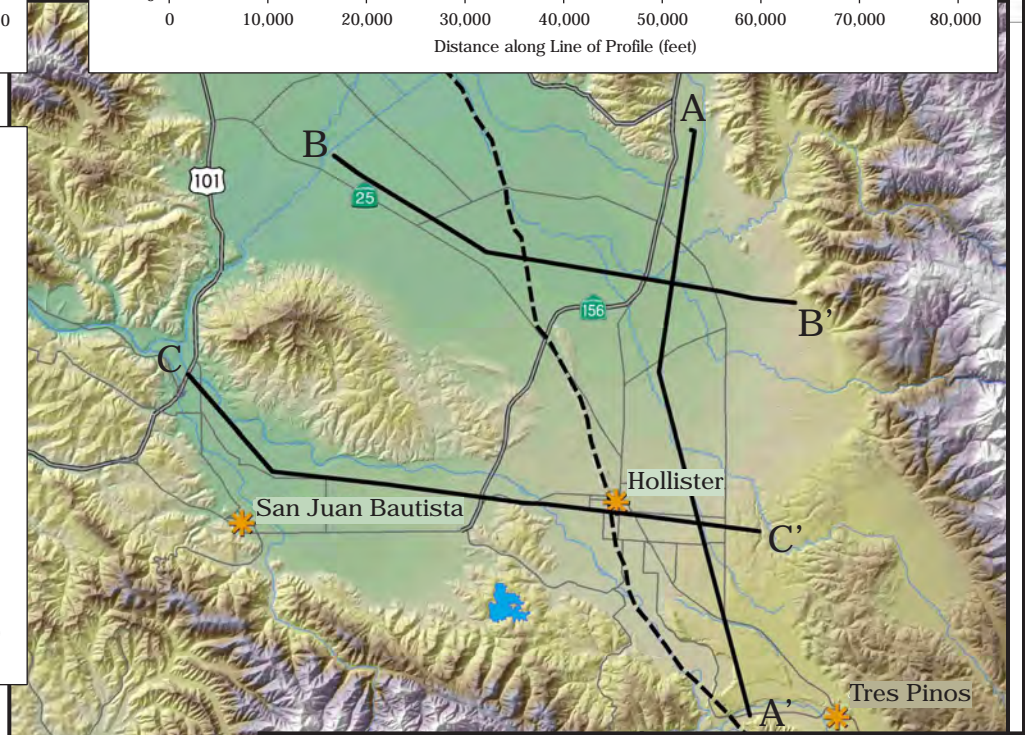 0
0 10,000 20,000 30,000 40,000 50,000 60,000 70,000 80,000
Distance along Line of Profile (feet)
A
B
101
25
156
B’
C
Hollister
San Juan Bautista
C’
Tres Pinos
A’